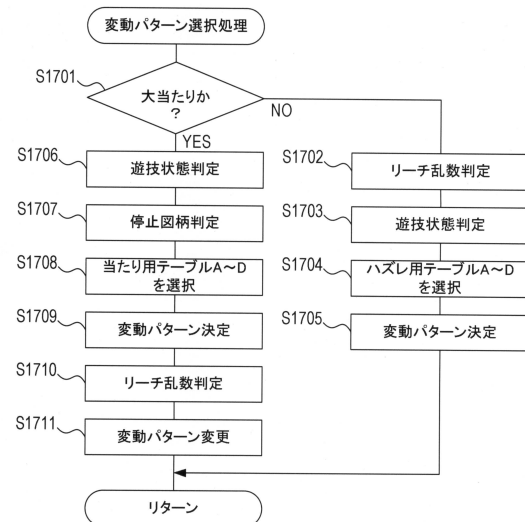 変動パターン選択処理
S1701
大当たりか
?
NO
YES
S1706
遊技状態判定
S1707
停止図柄判定
S1708
当たり用テーブルA～D
を選択
S1709
変動パターン決定
S1710
リーチ乱数判定
S1711
変動パターン変更
S1702
リーチ乱数判定
S1703
遊技状態判定
S1704
ハズレ用テーブルA～D
を選択
S1705
変動パターン決定
リターン